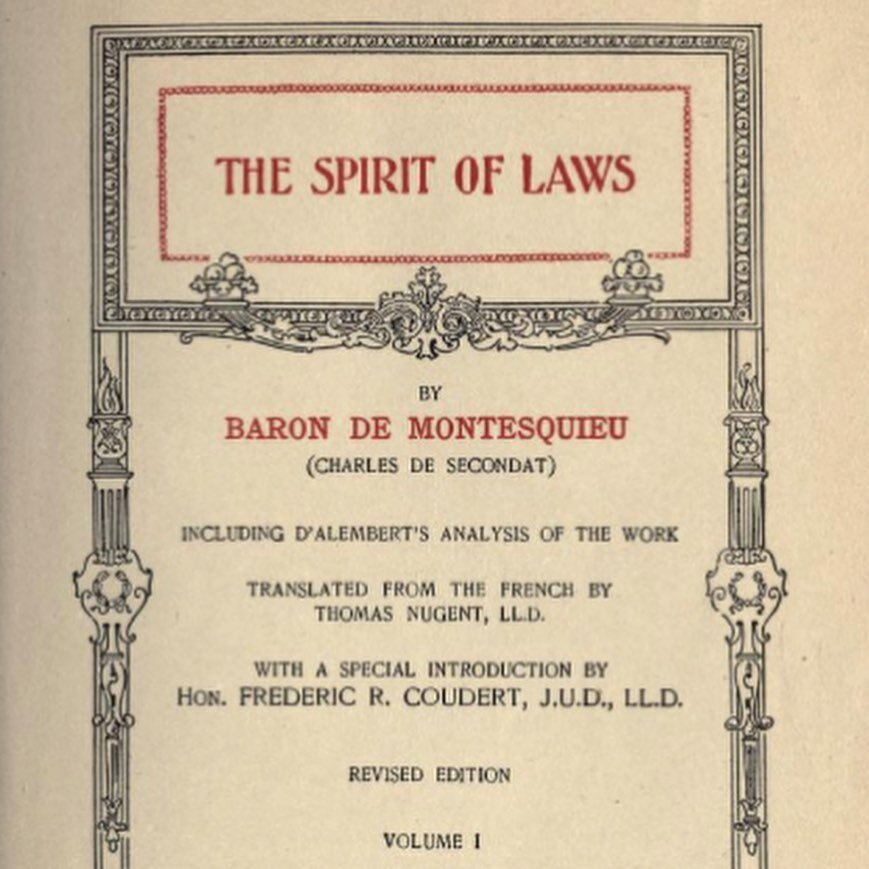 THE SPIRIT OF LAWS
BY
BARON DE MONTESQUIEU
(CHARLES DE SECONDAT)
INCLUDING D'ALEMBERT'S ANALYSIS OF THE WORK
TRANSLATED FROM THE FRENCH BY
THOMAS NUGENT, LL.D.
WITH A SPECIAL INTRODUCTION BY
HON. FREDERIC R. COUDERT, J.U.D., LL.D.
REVISED EDITION
VOLUME I